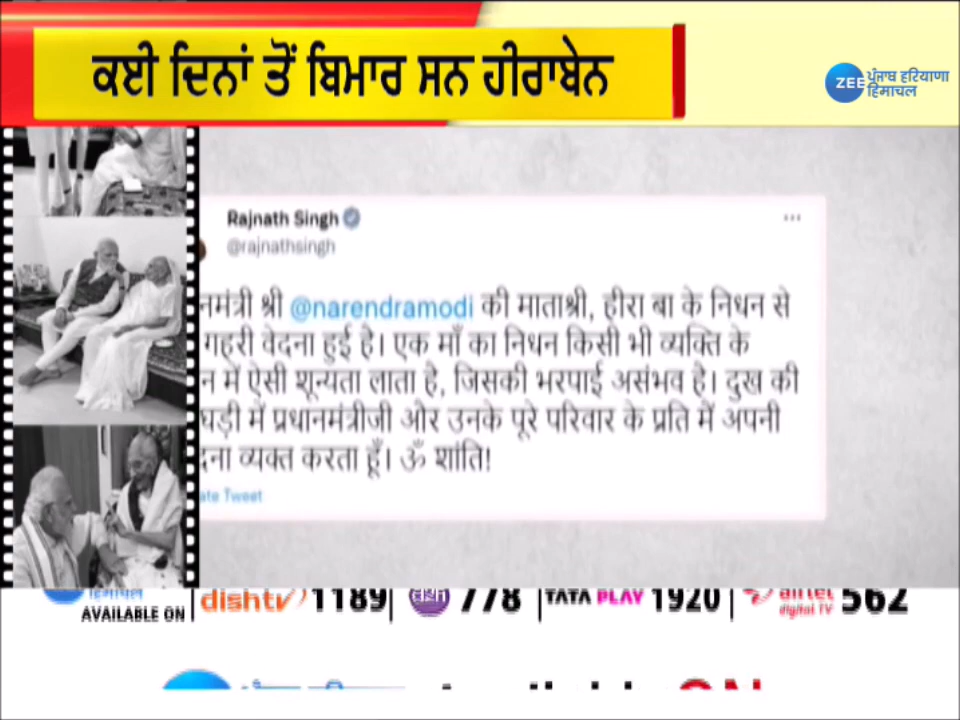 ਕਈ ਦਿਨਾਂ ਤੋਂ ਬਿਮਾਰ ਸਨ ਹੀਰਾਬੇਨ
ZEE ਪੰਜਾਬ ਹਰਿਆਣਾ
ਹਿਮਾਚਲ
Rajnath Singh
@rajnathsingh
नमंत्री श्री @narendramodi की माताश्री, हीरा बा के निधन से
गहरी वेदना हुई है। एक माँ का निधन किसी भी व्यक्ति के
न में ऐसी शून्यता लाता है, जिसकी भरपाई असंभव है। दुख की
घड़ी में प्रधानमंत्रीजी और उनके पूरे परिवार के प्रति मैं अपनी
दना व्यक्त करता हूँ। ॐ शांति!
ate Tweet
ਹਿਮਾਚਲ
AVAILABLE ON dishtv 1189 778 TATA PLAY 1920 airtel 562
digital TV